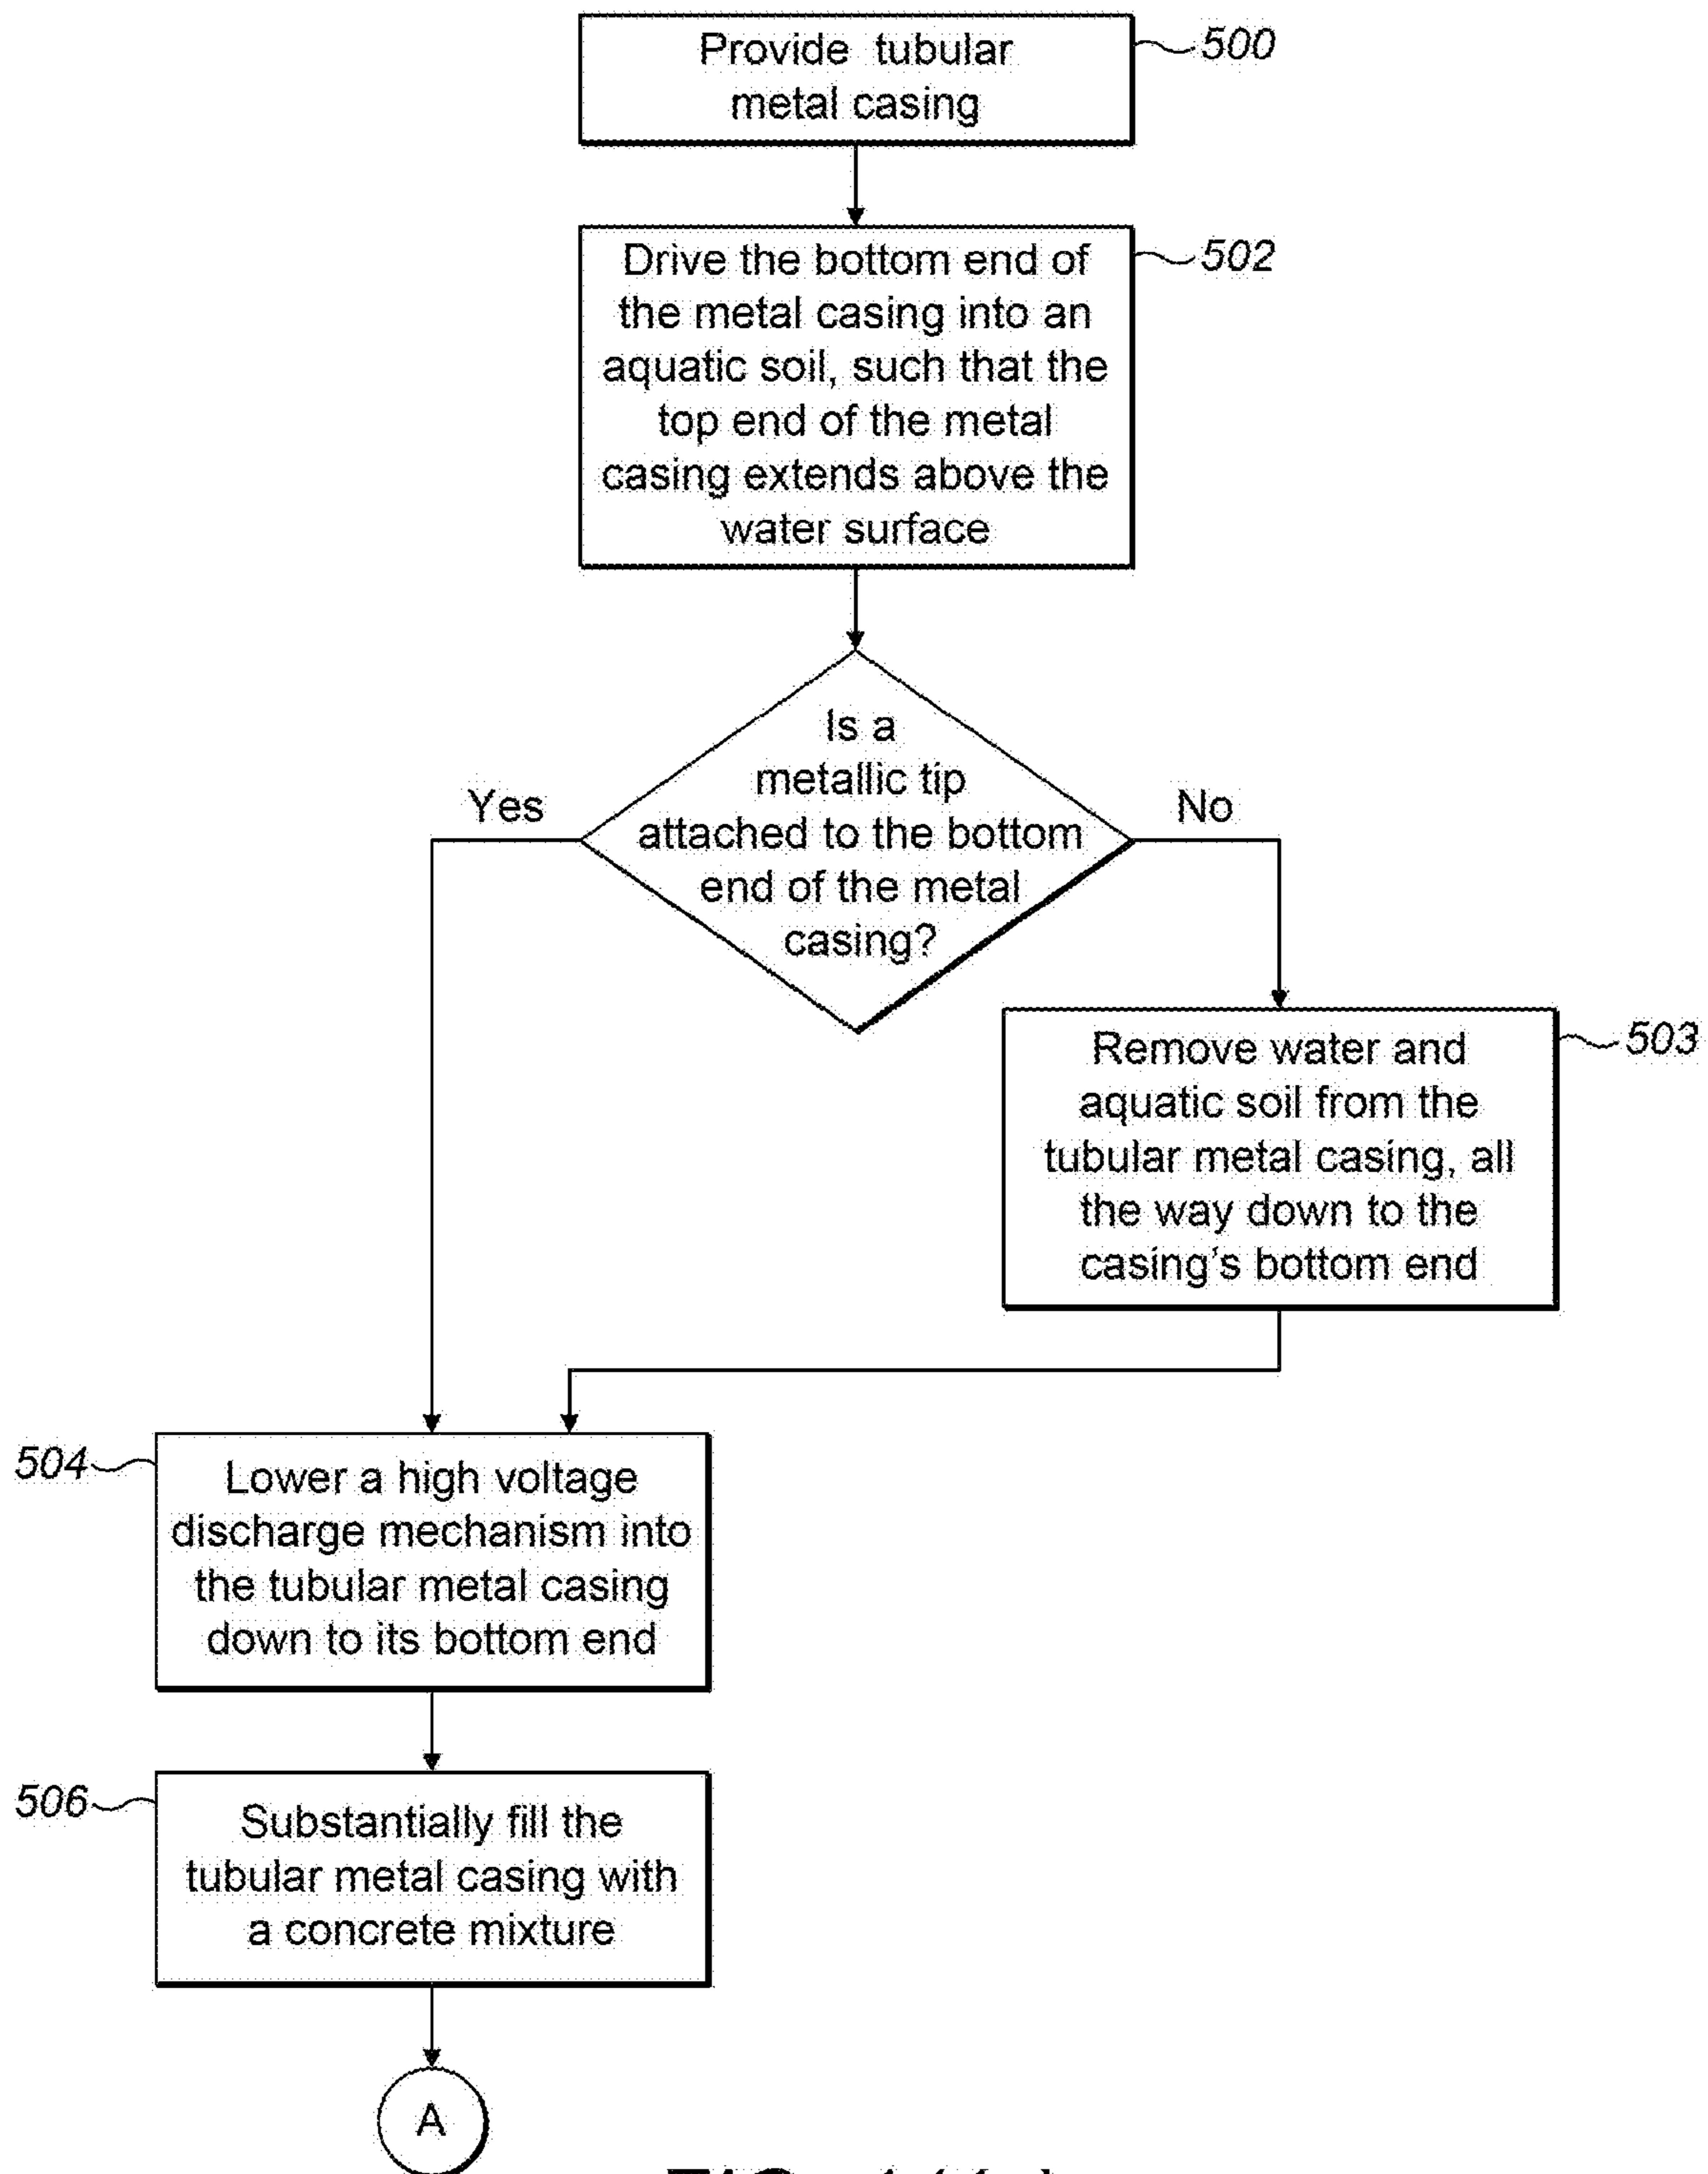 Provide tubular
metal casing
500
Drive the bottom end of
the metal casing into an
aquatic soil, such that the
top end of the metal
casing extends above the
water surface
502
Is a
metallic tip
attached to the bottom
end of the metal
casing?
Yes
No
Remove water and
aquatic soil from the
tubular metal casing, all
the way down to the
casing's bottom end
503
504
Lower a high voltage
discharge mechanism into
the tubular metal casing
down to its bottom end
506
Substantially fill the
tubular metal casing with
a concrete mixture
A